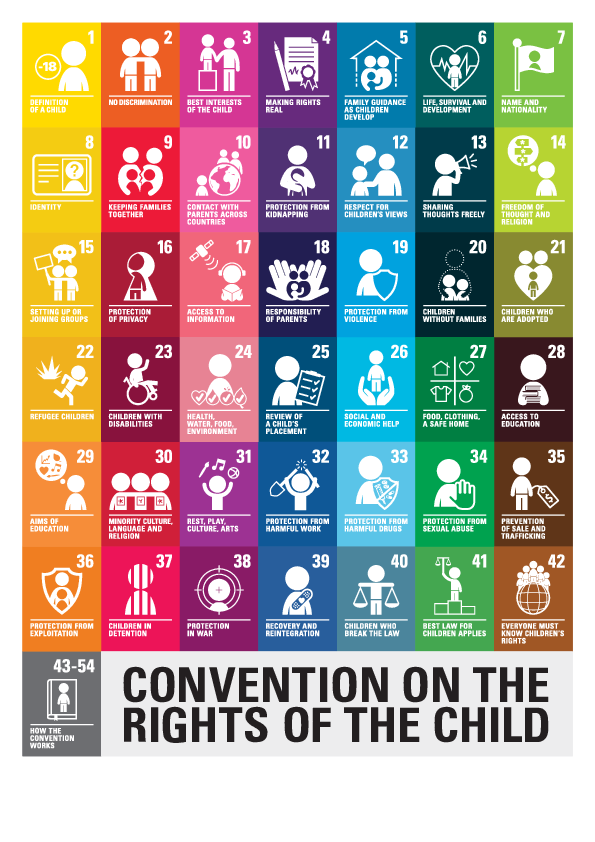 1
-18
DEFINITION
OF A CHILD
2
NO DISCRIMINATION
3
BEST INTERESTS
OF THE CHILD
4
MAKING RIGHTS
REAL
5
FAMILY GUIDANCE
AS CHILDREN
DEVELOP
6
LIFE, SURVIVAL AND
DEVELOPMENT
7
NAME AND
NATIONALITY
8
?
IDENTITY
9
KEEPING FAMILIES
TOGETHER
10
CONTACT WITH
PARENTS ACROSS
COUNTRIES
11
PROTECTION FROM
KIDNAPPING
12
RESPECT FOR
CHILDREN'S VIEWS
13
SHARING
THOUGHTS FREELY
14
FREEDOM OF
THOUGHT AND
RELIGION
15
SETTING UP OR
JOINING GROUPS
16
PROTECTION
OF PRIVACY
17
ACCESS TO
INFORMATION
18
RESPONSIBILITY
OF PARENTS
19
PROTECTION FROM
VIOLENCE
20
CHILDREN
WITHOUT FAMILIES
21
CHILDREN WHO
ARE ADOPTED
22
REFUGEE CHILDREN
23
CHILDREN WITH
DISABILITIES
24
HEALTH,
WATER, FOOD,
ENVIRONMENT
25
REVIEW OF
A CHILD'S
PLACEMENT
26
SOCIAL AND
ECONOMIC HELP
27
FOOD, CLOTHING,
A SAFE HOME
28
ACCESS TO
EDUCATION
29
AIMS OF
EDUCATION
30
MINORITY CULTURE,
LANGUAGE AND
RELIGION
31
REST, PLAY,
CULTURE, ARTS
32
PROTECTION FROM
HARMFUL WORK
33
PROTECTION FROM
HARMFUL DRUGS
34
PROTECTION FROM
SEXUAL ABUSE
35
PREVENTION
OF SALE AND
TRAFFICKING
36
PROTECTION FROM
EXPLOITATION
37
CHILDREN IN
DETENTION
38
PROTECTION
IN WAR
39
RECOVERY AND
REINTEGRATION
40
CHILDREN WHO
BREAK THE LAW
41
BEST LAW FOR
CHILDREN APPLIES
42
EVERYONE MUST
KNOW CHILDREN'S
RIGHTS
43-54
HOW THE
CONVENTION
WORKS
CONVENTION ON THE
RIGHTS OF THE CHILD